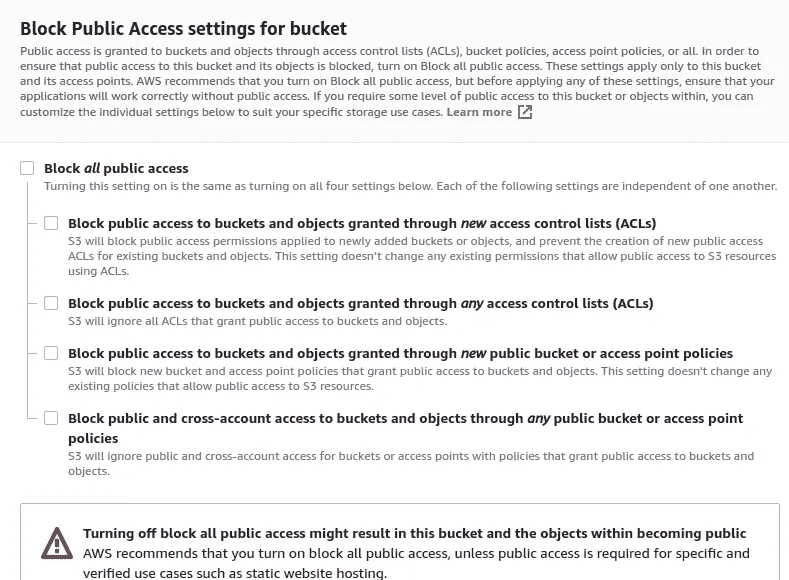 Block Public Access settings for bucket
Public access is granted to buckets and objects through access control lists (ACLs), bucket policies, access point policies, or all. In order to
ensure that public access to this bucket and its objects is blocked, turn on Block all public access. These settings apply only to this bucket
and its access points. AWS recommends that you turn on Block all public access, but before applying any of these settings, ensure that your
applications will work correctly without public access. If you require some level of public access to this bucket or objects within, you can
customize the individual settings below to suit your specific storage use cases. Learn more
Block all public access
Turning this setting on is the same as turning on all four settings below. Each of the following settings are independent of one another.
Block public access to buckets and objects granted through new access control lists (ACLs)
S3 will block public access permissions applied to newly added buckets or objects, and prevent the creation of new public access
ACLs for existing buckets and objects. This setting doesn't change any existing permissions that allow public access to S3 resources
using ACLs.
Block public access to buckets and objects granted through any access control lists (ACLs)
S3 will ignore all ACLs that grant public access to buckets and objects.
Block public access to buckets and objects granted through new public bucket or access point policies
S3 will block new bucket and access point policies that grant public access to buckets and objects. This setting doesn't change any
existing policies that allow public access to S3 resources.
Block public and cross-account access to buckets and objects through any public bucket or access point
policies
S3 will ignore public and cross-account access for buckets or access points with policies that grant public access to buckets and
objects.
Turning off block all public access might result in this bucket and the objects within becoming public
AWS recommends that you turn on block all public access, unless public access is required for specific and
verified use cases such as static website hosting.